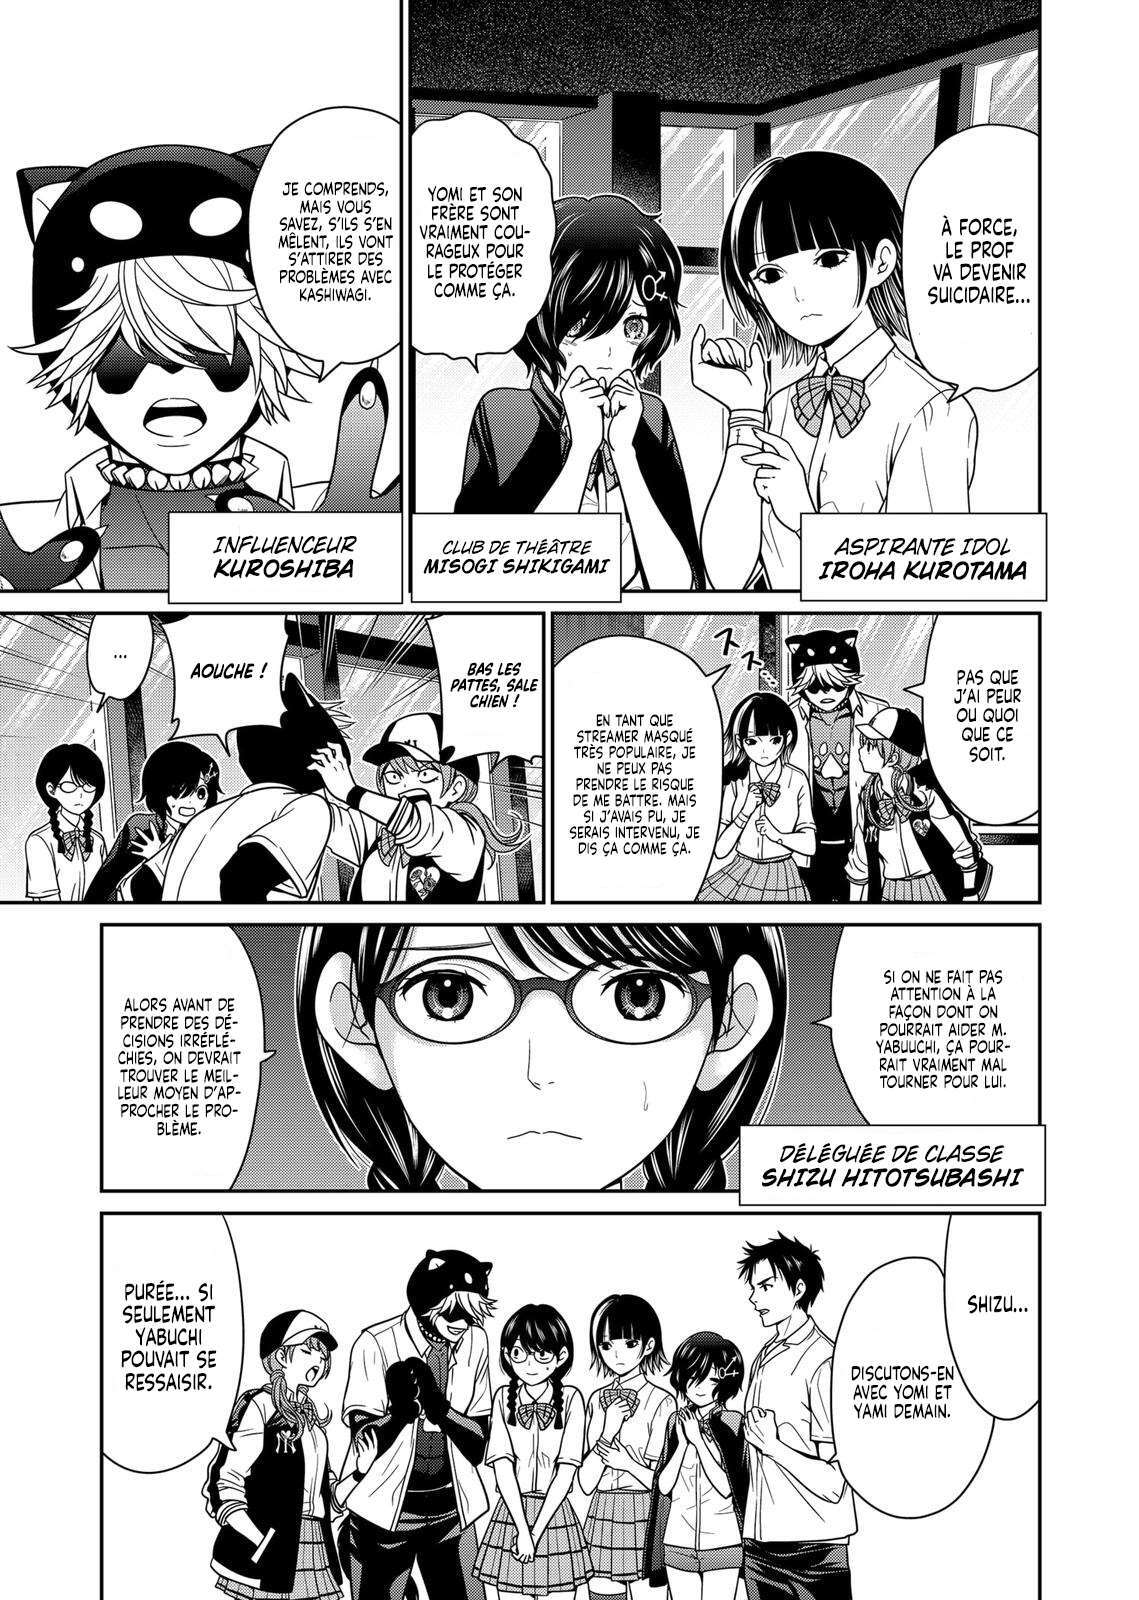 À FORCE,
LE PROF
VA DEVENIR
SUICIDAIRE...
YOMI ET SON
FRÈRE SONT
VRAIMENT COU-
RAGEUX POUR
LE PROTÉGER
COMME ÇA.
ASPIRANTE IDOL
IROHA KUROTAMA
CLUB DE THÉÂTRE
MISOGI SHIKIGAMI
JE COMPRENDS,
MAIS VOUS
SAVEZ, S'ILS S'EN
MÊLENT, ILS VONT
S'ATTIRER DES
PROBLÈMES AVEC
KASHIWAGI.
INFLUENCEUR
KUROSHIBA
PAS QUE
J'AI PEUR
OU QUOI
QUE CE
SOIT.
スス...
EN TANT QUE
STREAMER MASQUÉ
TRÈS POPULAIRE, JE
NE PEUX PAS
PRENDRE LE RISQUE
DE ME BATTRE. MAIS
SI J'AVAIS PU, JE
SERAIS INTERVENU, JE
DIS ÇA COMME ÇA.
BAS LES
PATTES, SALE
CHIEN !
AOUCHE !
...
SI ON NE FAIT PAS
ATTENTION À LA
FAÇON DONT ON
POURRAIT AIDER M.
YABUUCHI, ÇA POUR-
RAIT VRAIMENT MAL
TOURNER POUR LUI.
ALORS AVANT DE
PRENDRE DES DÉ-
CISIONS IRRÉFLÉ-
CHIES, ON DEVRAIT
TROUVER LE MEIL-
LEUR MOYEN D'AP-
PROCHER LE PRO-
BLÈME.
DÉLÉGUÉE DE CLASSE
SHIZU HITOTSUBASHI
SHIZU...
DISCUTONS-EN
AVEC YOMI ET
YAMI DEMAIN.
PURÉE... SI
SEULEMENT
YABUCHI
POUVAIT SE
RESSAISIR.